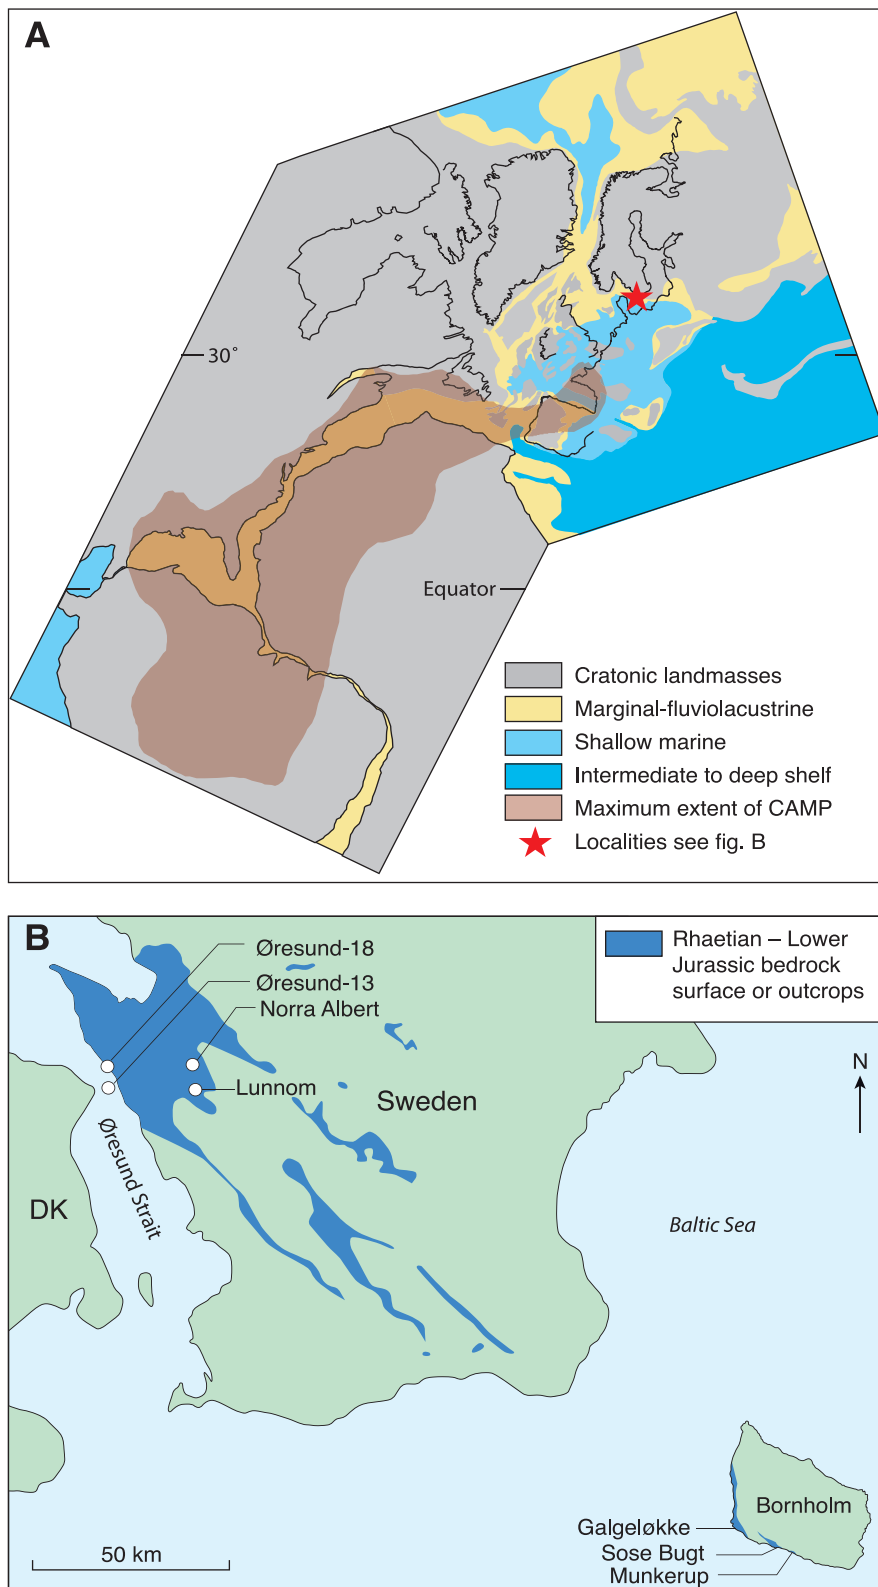 A
30°
Equator
Cratonic landmasses
Marginal-fluviolacustrine
Shallow marine
Intermediate to deep shelf
Maximum extent of CAMP
Localities see fig. B
B
Øresund-18
Øresund-13
Norra Albert
Lunnom
Sweden
Øresund Strait
DK
Baltic Sea
Rhaetian – Lower
Jurassic bedrock
surface or outcrops
N
Bornholm
Galgeløkke
Sose Bugt
Munkerup
50 km